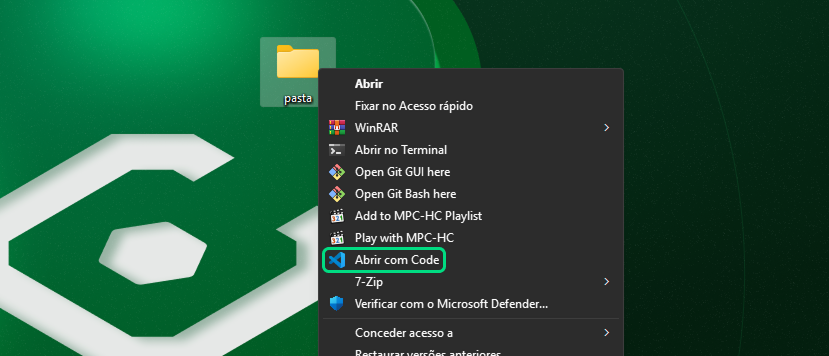 pasta
Abrir
Fixar no Acesso rápido
WinRAR
Abrir no Terminal
Open Git GUI here
Open Git Bash here
Add to MPC-HC Playlist
Play with MPC-HC
Abrir com Code
7-Zip
Verificar com o Microsoft Defender...
Conceder acesso a
Restaurar versões anteriores